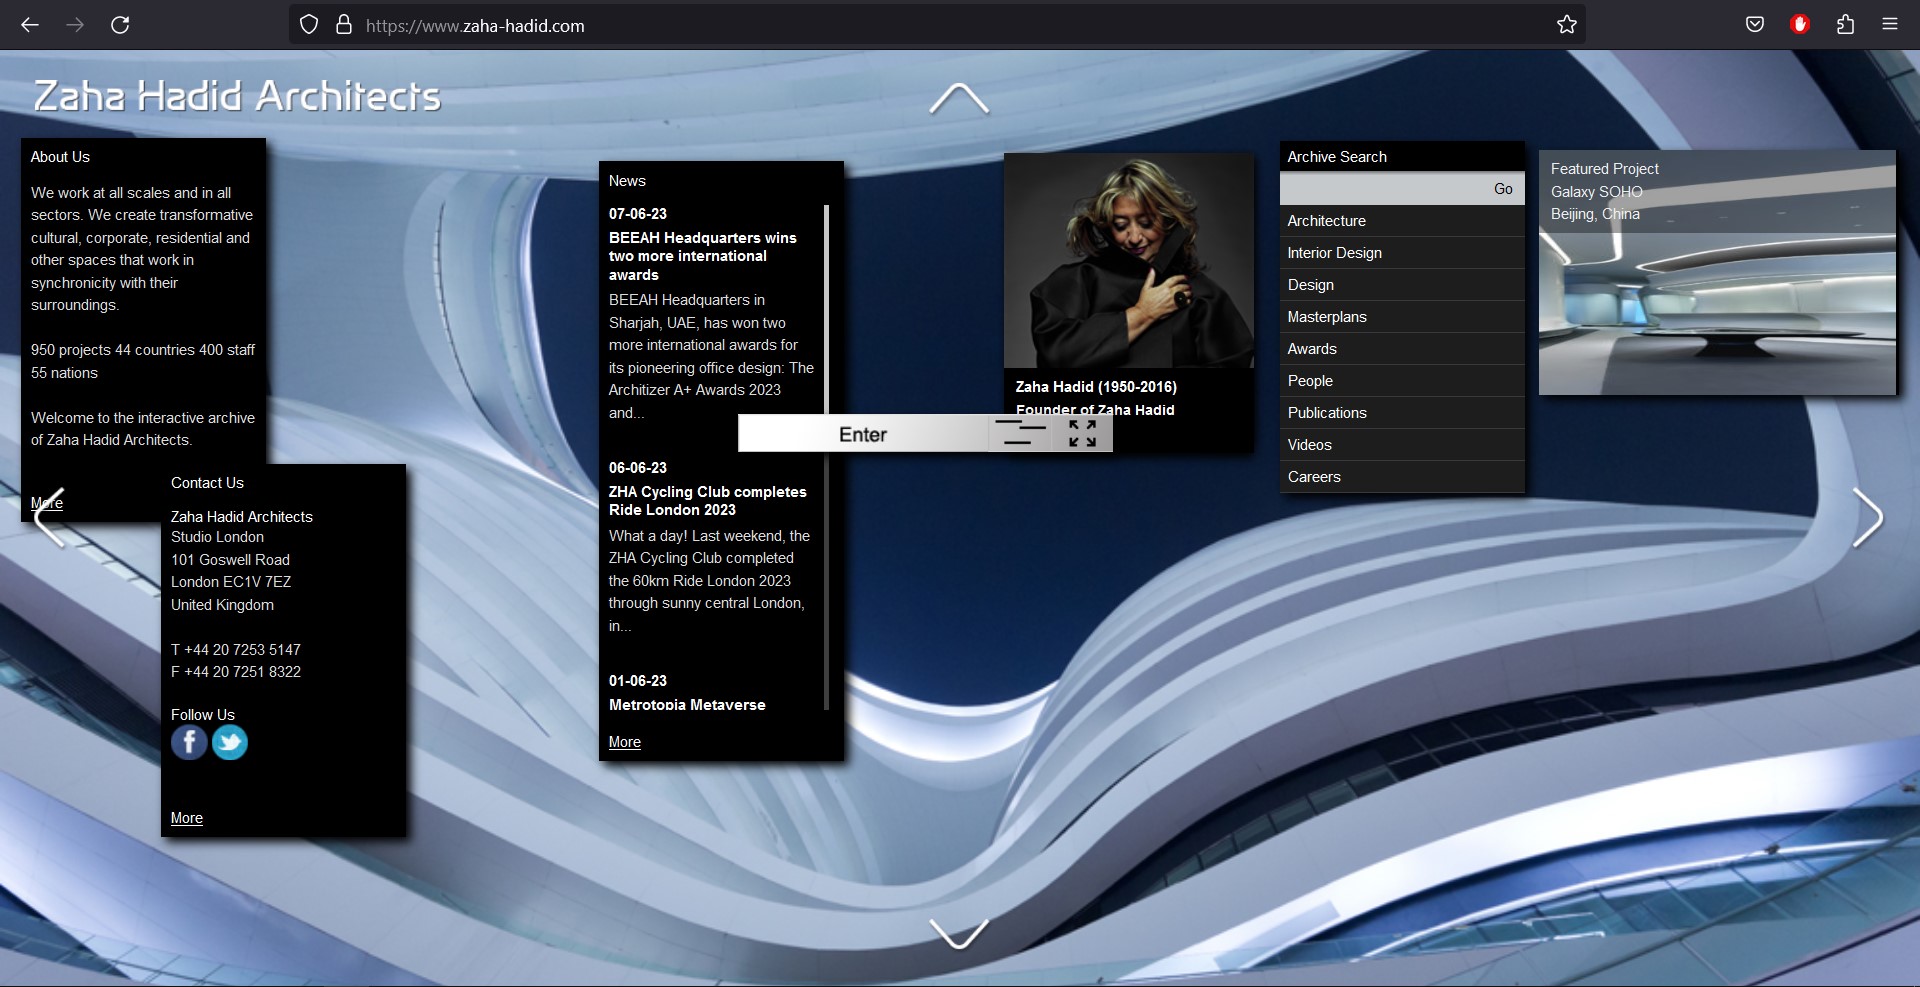 https://www.zaha-hadid.com
Zaha Hadid Architects
About Us
We work at all scales and in all
sectors. We create transformative
cultural, corporate, residential and
other spaces that work in
synchronicity with their
surroundings.
950 projects 44 countries 400 staff
55 nations
Welcome to the interactive archive
of Zaha Hadid Architects.
More
Contact Us
Zaha Hadid Architects
Studio London
101 Goswell Road
London EC1V 7EZ
United Kingdom
T +44 20 7253 5147
F +44 20 7251 8322
Follow Us
More
News
07-06-23
BEEAH Headquarters wins
two more international
awards
BEEAH Headquarters in
Sharjah, UAE, has won two
more international awards for
its pioneering office design: The
Architizer A+ Awards 2023
and...
06-06-23
ZHA Cycling Club completes
Ride London 2023
What a day! Last weekend, the
ZHA Cycling Club completed
the 60km Ride London 2023
through sunny central London,
in...
01-06-23
Metrotopia Metaverse
More
Enter
Zaha Hadid (1950-2016)
Founder of Zaha Hadid
Archive Search
Go
Architecture
Interior Design
Design
Masterplans
Awards
People
Publications
Videos
Careers
Featured Project
Galaxy SOHO
Beijing, China